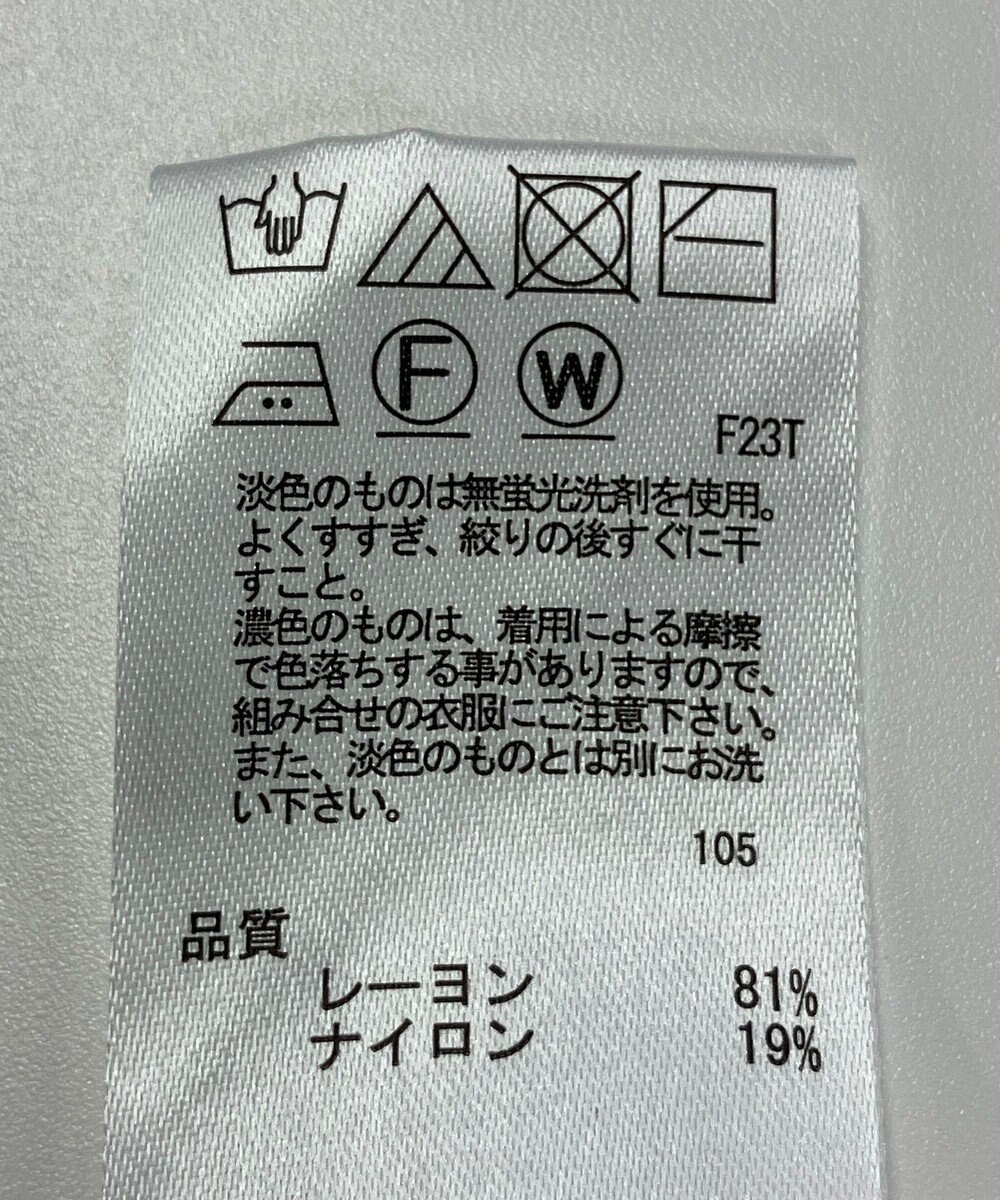 F W
F23T
淡色のものは無蛍光洗剤を使用。
よくすすぎ、絞りの後すぐに干
すこと。
濃色のものは、着用による摩擦
で色落ちする事がありますので、
組み合せの衣服にご注意下さい。
また、淡色のものとは別にお洗
い下さい。
105
品質
レーヨン 81%
ナイロン 19%